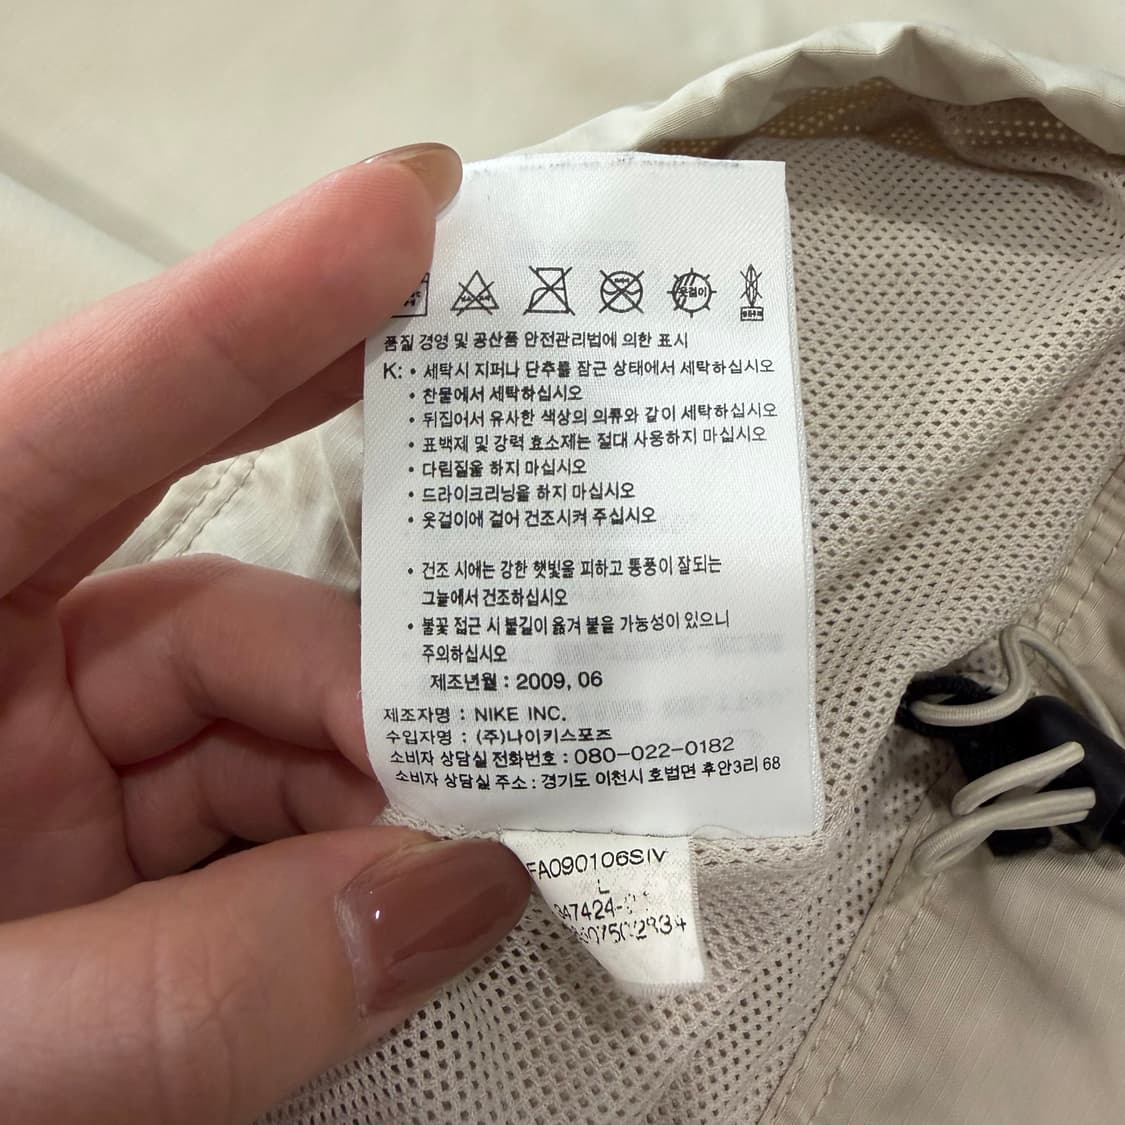 옷걸이
품질 경영 및 공산품 안전관리법에 의한 표시
K: • 세탁시 지퍼나 단추를 잠근 상태에서 세탁하십시오
• 찬물에서 세탁하십시오
• 뒤집어서 유사한 색상의 의류와 같이 세탁하십시오
• 표백제 및 강력 효소제는 절대 사용하지 마십시오
• 다림질을 하지 마십시오
• 드라이크리닝을 하지 마십시오
• 옷걸이에 걸어 건조시켜 주십시오
• 건조 시에는 강한 햇빛을 피하고 통풍이 잘되는
그늘에서 건조하십시오
• 불꽃 접근 시 불길이 옮겨 붙을 가능성이 있으니
주의하십시오
제조년월 : 2009, 06
제조자명 : NIKE INC.
수입자명 : (주)나이키스포츠
소비자 상담실 전화번호 : 080-022-0182
소비자 상담실 주소 : 경기도 이천시 호법면 후안3리 68
FA090106SIV
L